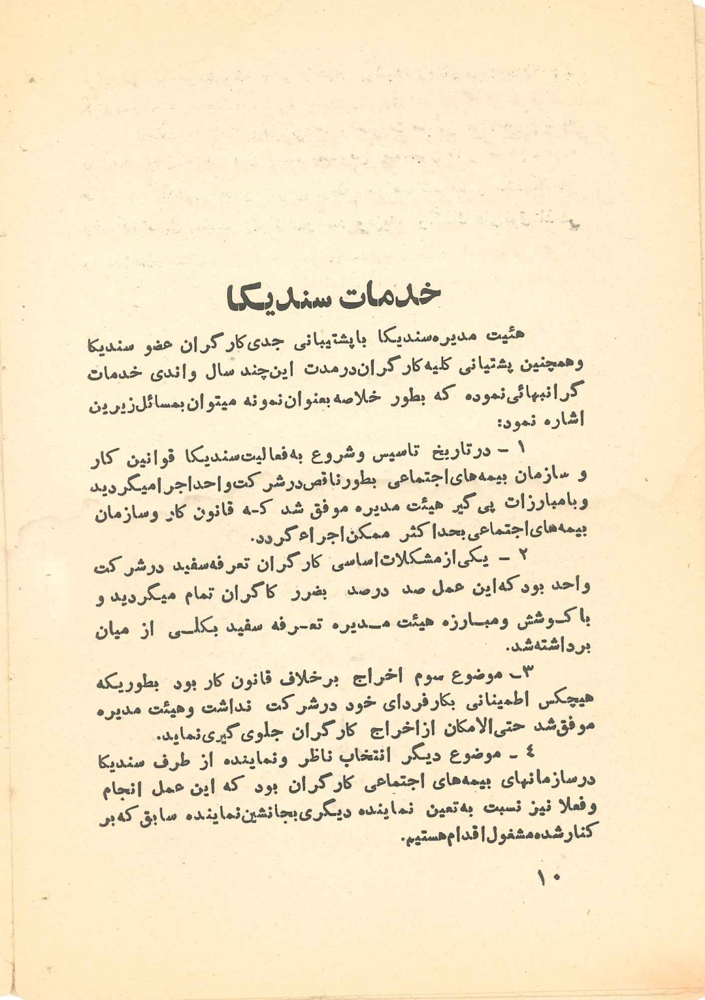 خدمات سندیکا
هئیت مدیره‌سندیکا باپشتیبانی جدی‌کارگران عضو سندیکا
وهمچنین پشتیانی کلیه‌کارگران‌درمدت این‌چند سال واندی خدمات
گرانبهائی‌نموده که بطور خلاصه‌بعنوان‌نمونه میتوان‌بمسائل‌زیرین
اشاره نمود:
۱ – درتاریخ تاسیس وشروع به‌فعالیت‌سندیکا قوانین کار
و سازمان بیمه‌های‌اجتماعی بطورناقص‌درشرکت‌واحداجرامیگردید
وبامبارزات پی‌گیر هیئت مدیره موفق شد که قانون کار وسازمان
بیمه‌های‌اجتماعی‌بحداکثر ممکن‌اجراءگردد.
۲ – یکی‌ازمشکلات‌اساسی کارگران تعرفه‌سفید درشرکت
واحد بود که‌این عمل صد درصد بضرر کاگران تمام میگردید و
باکوشش ومبارزه هیئت مدیره تعرفه سفید بکلی از میان
برداشته‌شد.
۳– موضوع سوم اخراج برخلاف قانون کار بود بطوریکه
هیچکس اطمینانی بکارفردای خود درشرکت نداشت وهیئت مدیره
موفق‌شد حتی‌الامکان ازاخراج کارگران جلوی‌گیری‌نماید.
٤ – موضوع دیگر انتخاب ناظر ونماینده از طرف سندیکا
درسازمانهای بیمه‌های اجتماعی کارگران بود که این عمل انجام
وفعلا نیز نسبت به‌تعین نماینده دیگری‌بجانشین‌نماینده سابق که‌بر
کنارشده‌مشغول‌اقدام‌هستیم.
۱۰